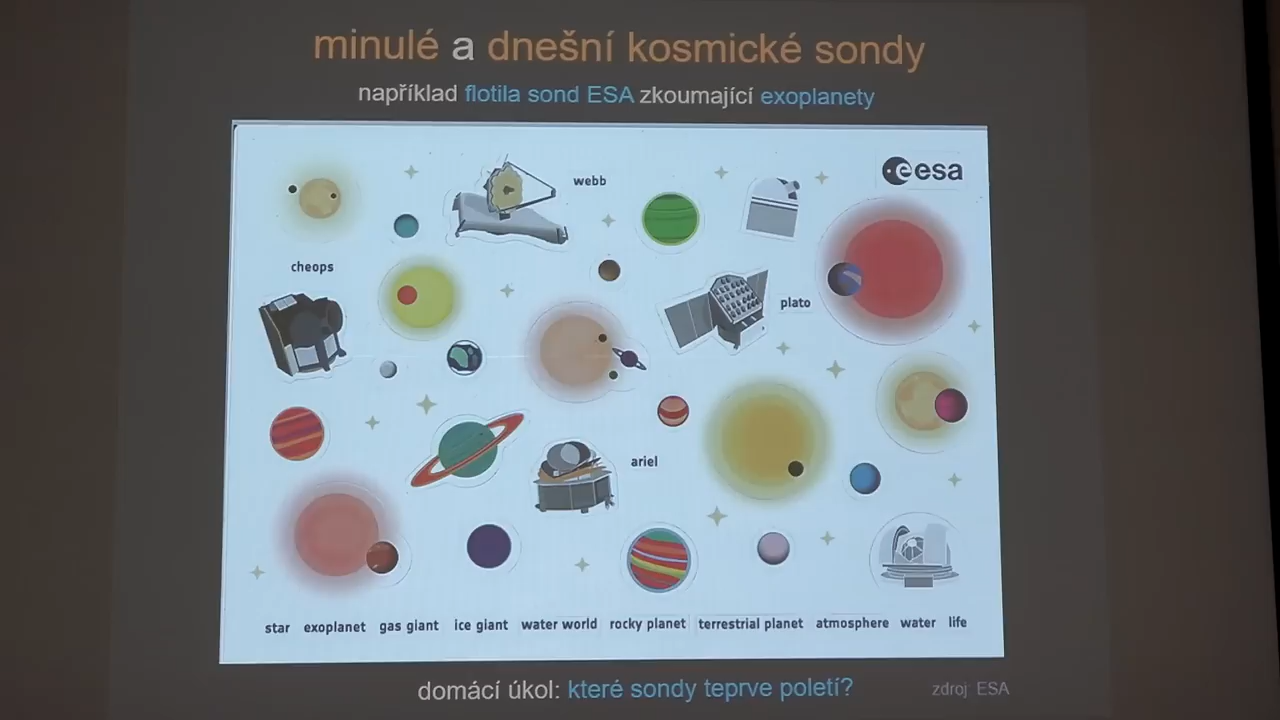 minulé a dnešní kosmické sondy
například flotila sond ESA zkoumající exoplanety
webb
esa
cheops
plato
ariel
star exoplanet gas giant ice giant water world rocky planet terrestrial planet atmosphere water life
domácí úkol: které sondy teprve poletí?
zdroj: ESA